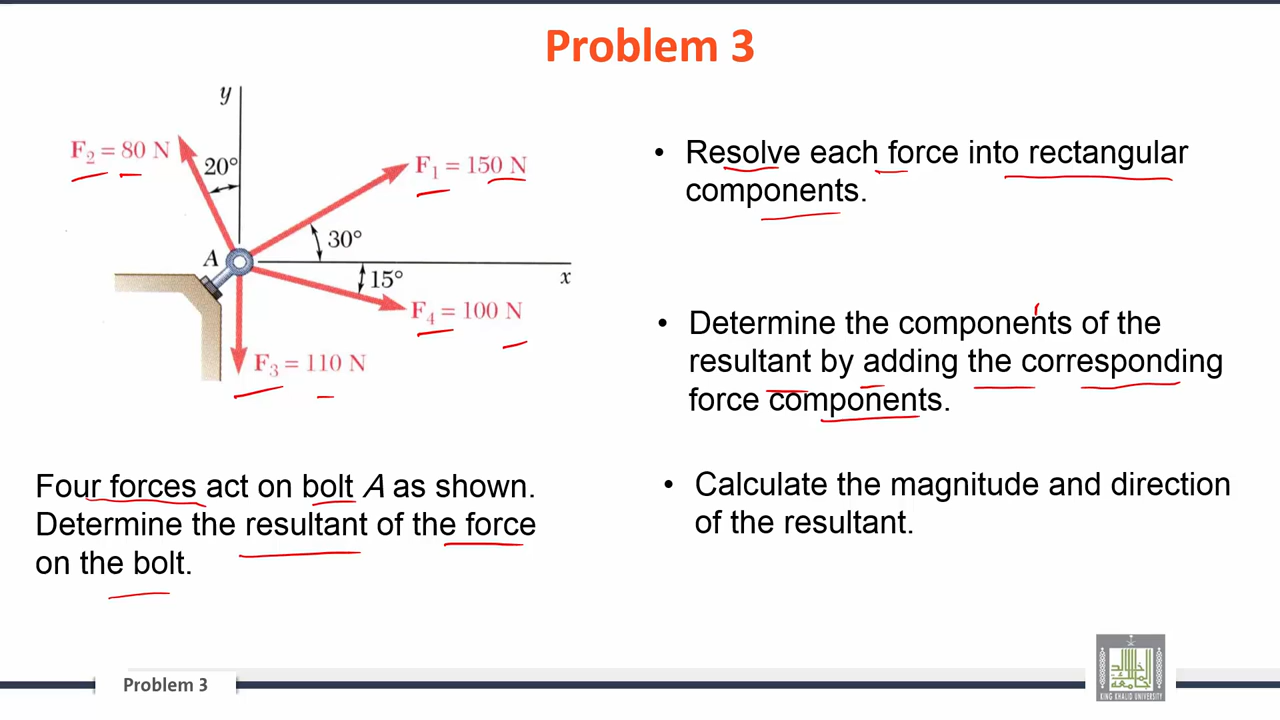 Problem 3
y
F₂ = 80 N
20°
F₁ = 150 N
30°
A
x
15°
F₄ = 100 N
F₃ = 110 N
Four forces act on bolt A as shown.
Determine the resultant of the force
on the bolt.
• Resolve each force into rectangular
components.
• Determine the components of the
resultant by adding the corresponding
force components.
• Calculate the magnitude and direction
of the resultant.
KING KHALID UNIVERSITY
Problem 3